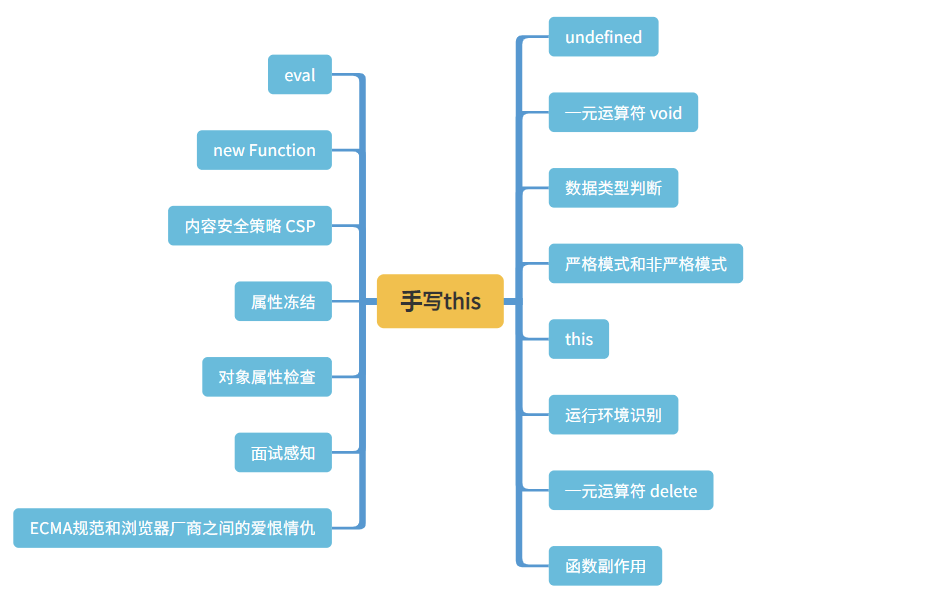 手写this
undefined
一元运算符 void
数据类型判断
严格模式和非严格模式
this
运行环境识别
一元运算符 delete
函数副作用
eval
new Function
内容安全策略 CSP
属性冻结
对象属性检查
面试感知
ECMA规范和浏览器厂商之间的爱恨情仇